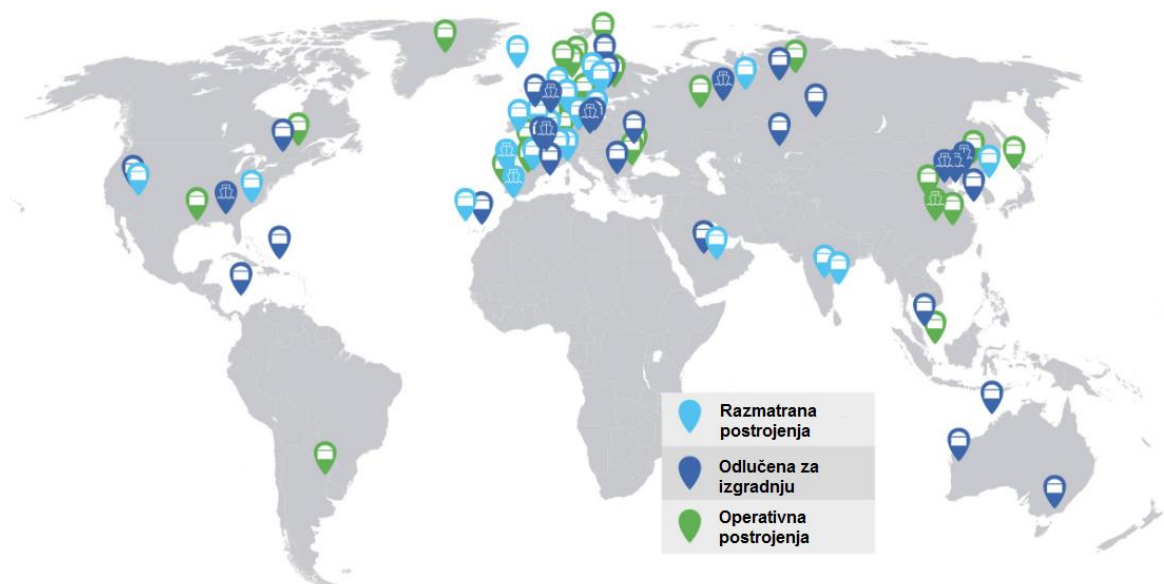 Razmatrana
postrojenja
Odlučena za
izgradnju
Operativna
postrojenja